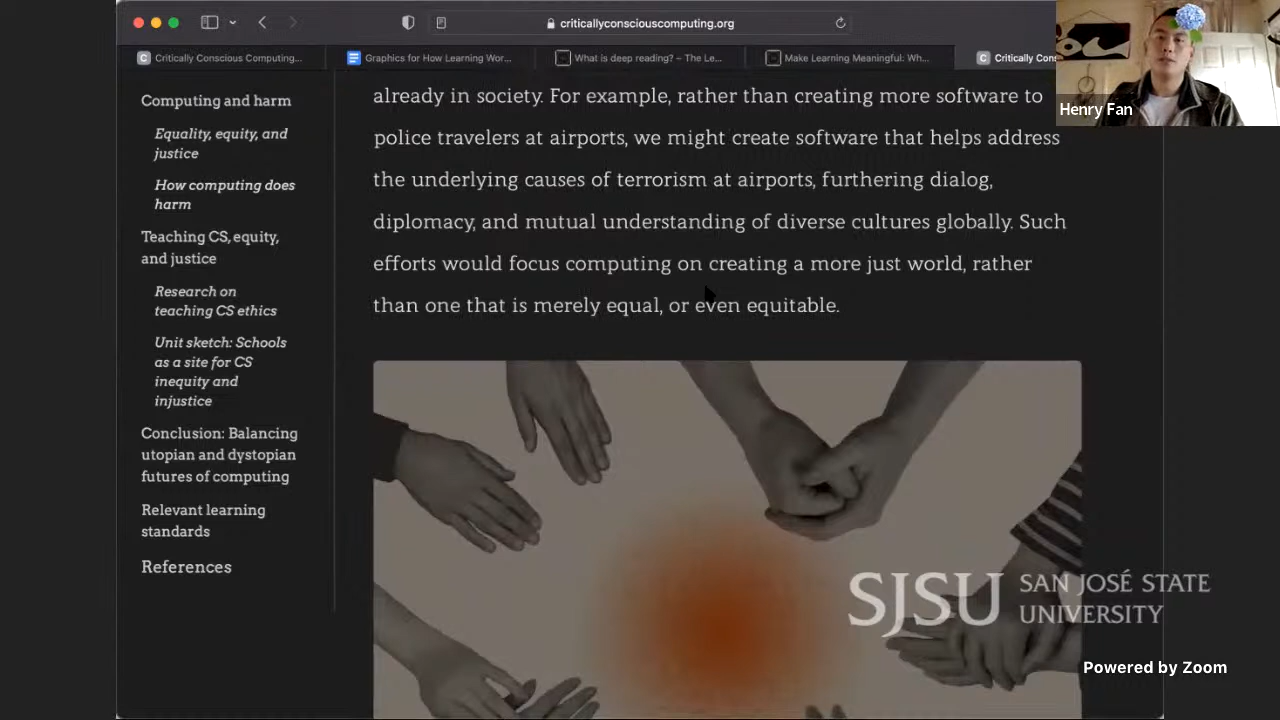 criticallyconsciouscomputing.org
Critically Conscious Computing...
Graphics for How Learning Wor...
What is deep reading? – The Le...
Make Learning Meaningful: Wh...
Critically Con
Henry Fan
Computing and harm
Equality, equity, and
justice
How computing does
harm
Teaching CS, equity,
and justice
Research on
teaching CS ethics
Unit sketch: Schools
as a site for CS
inequity and
injustice
Conclusion: Balancing
utopian and dystopian
futures of computing
Relevant learning
standards
References
already in society. For example, rather than creating more software to
police travelers at airports, we might create software that helps address
the underlying causes of terrorism at airports, furthering dialog,
diplomacy, and mutual understanding of diverse cultures globally. Such
efforts would focus computing on creating a more just world, rather
than one that is merely equal, or even equitable.
SJSU SAN JOSÉ STATE
UNIVERSITY
Powered by Zoom